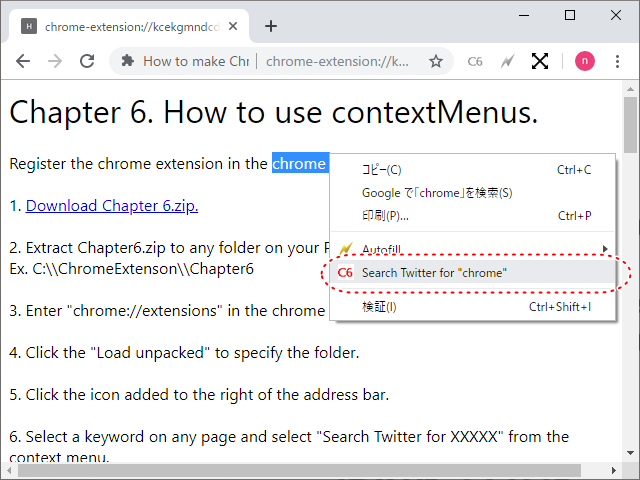 H chrome-extension://kcekgmndcd
How to make Chr chrome-extension://k... C6 n
Chapter 6. How to use contextMenus.
Register the chrome extension in the chrome
コピー(C) Ctrl+C
Google で「chrome」を検索(S)
印刷(P)... Ctrl+P
Autofill
C6 Search Twitter for "chrome"
検証(I) Ctrl+Shift+I
1. Download Chapter 6.zip.
2. Extract Chapter6.zip to any folder on your
Ex. C:\\ChromeExtenson\\Chapter6
3. Enter "chrome://extensions" in the chrome
4. Click the "Load unpacked" to specify the folder.
5. Click the icon added to the right of the address bar.
6. Select a keyword on any page and select "Search Twitter for XXXXX" from the
context menu.